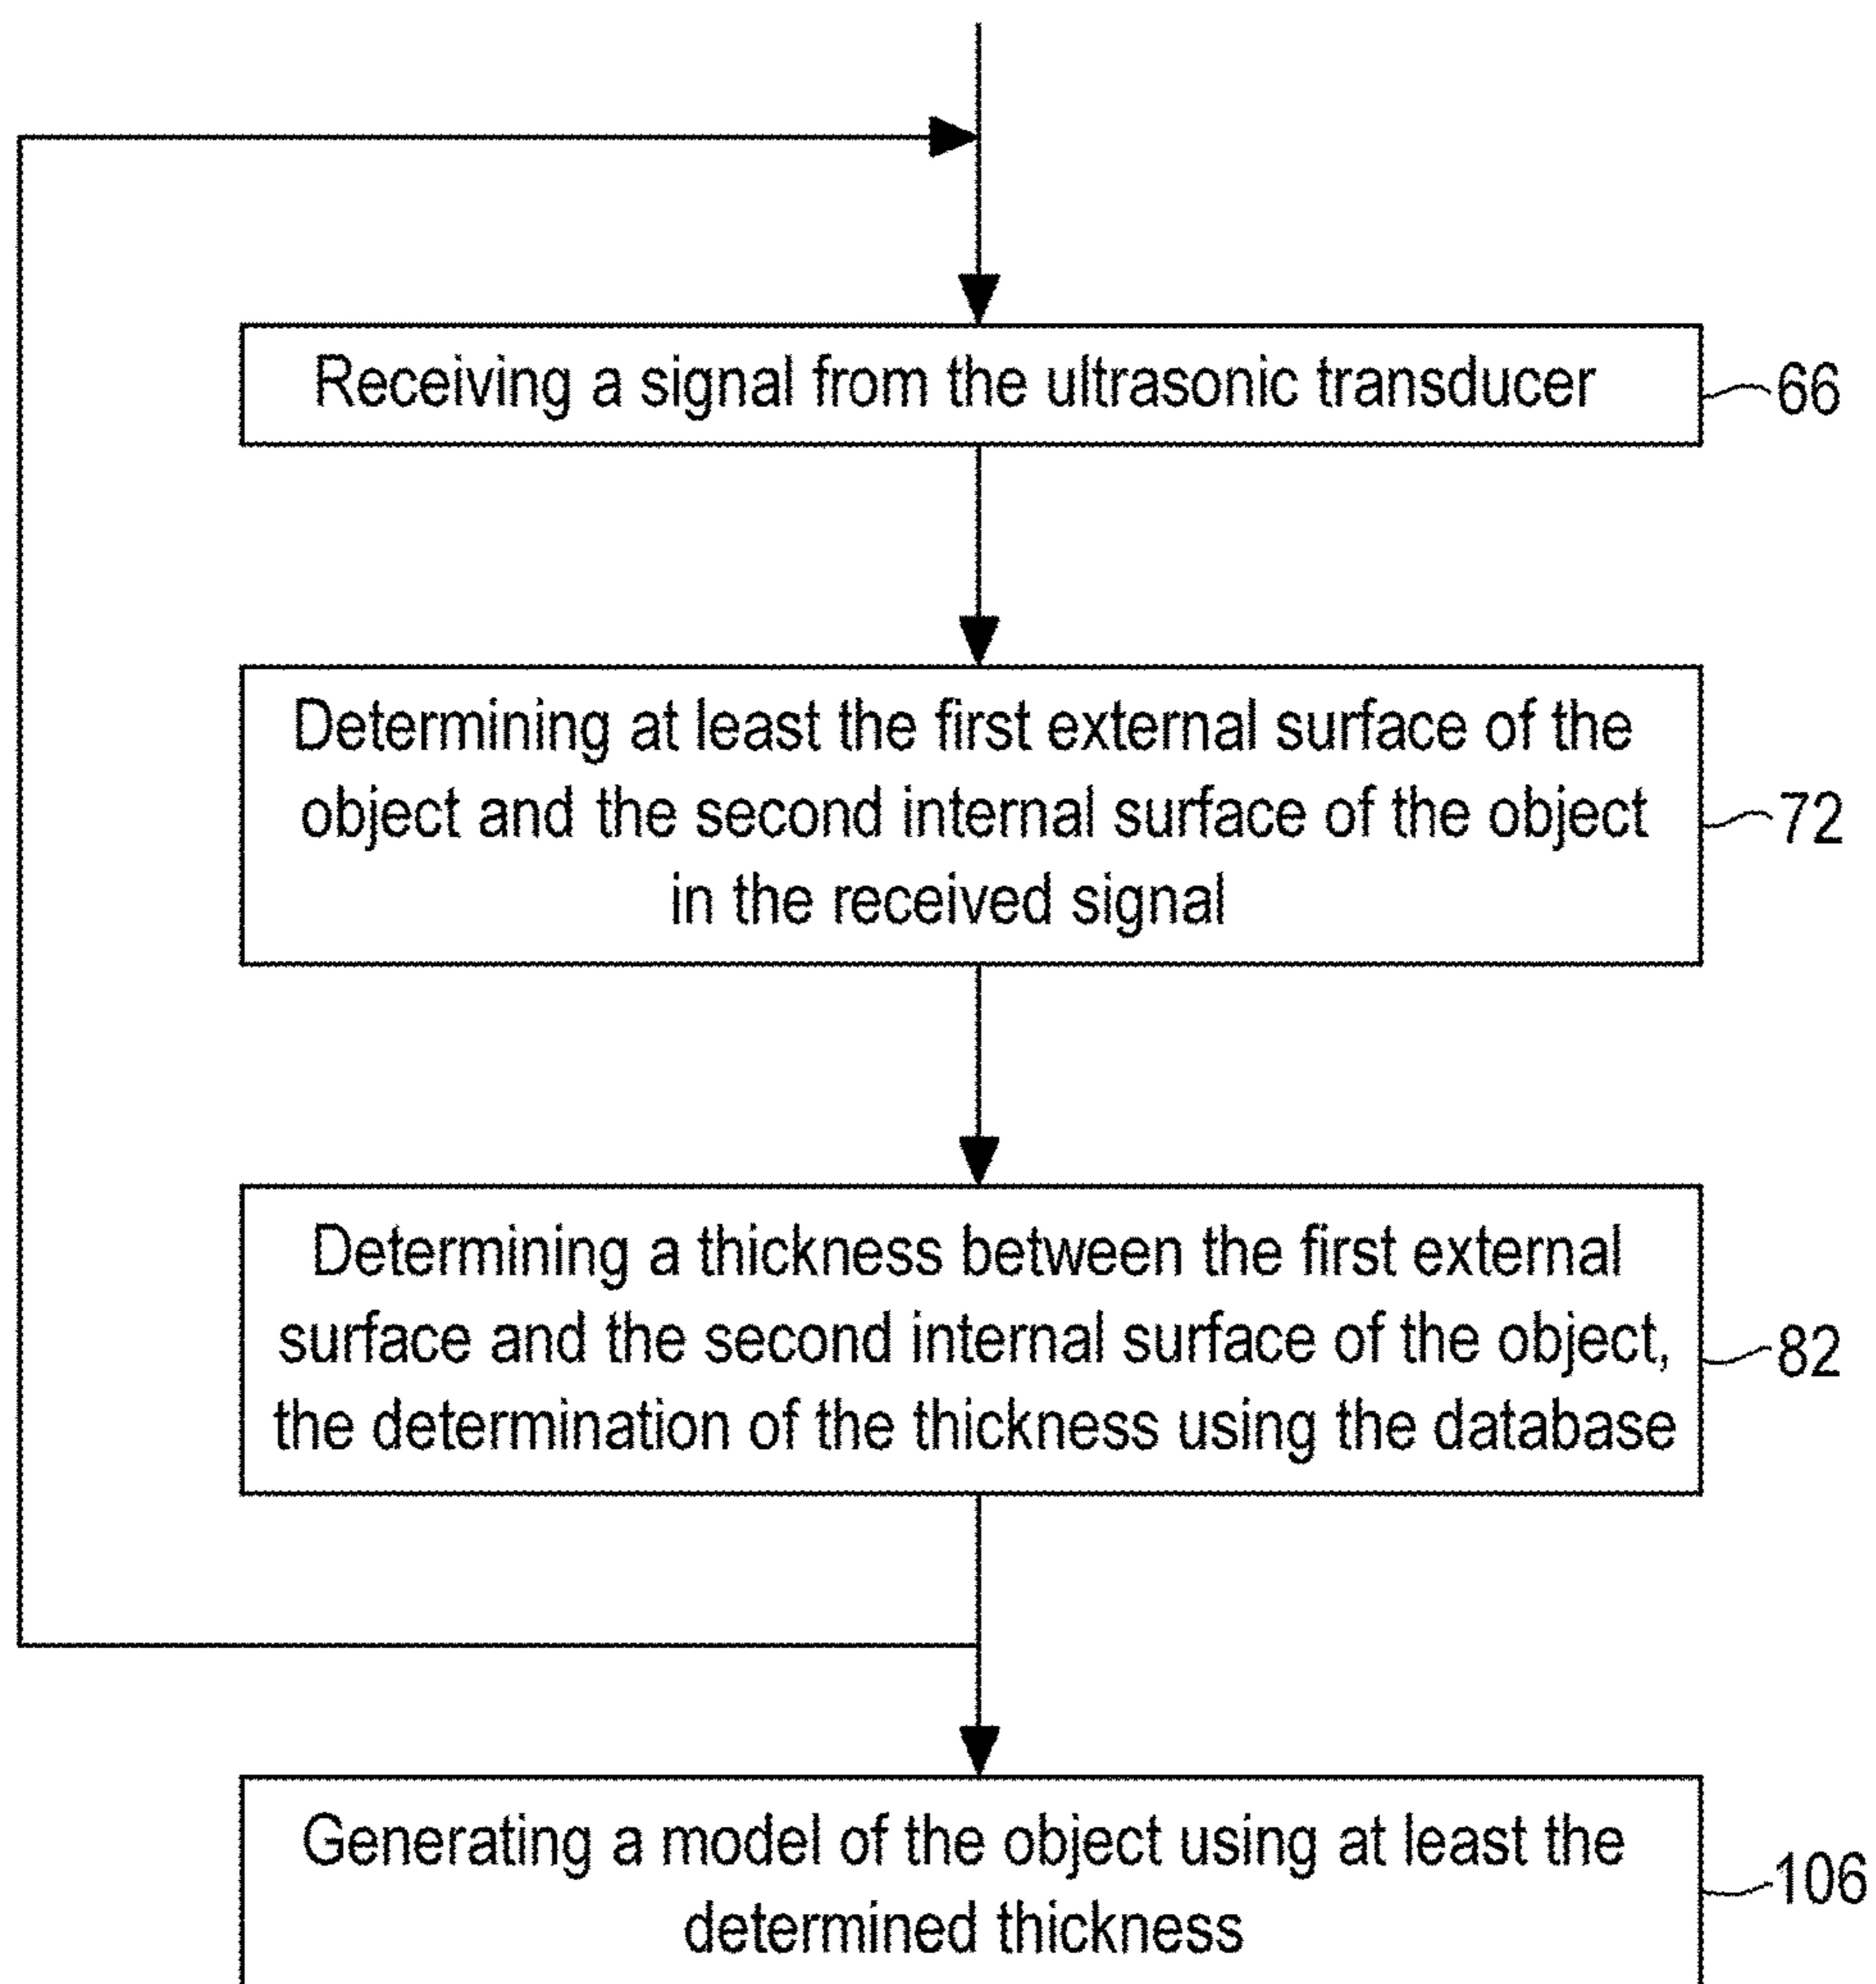 Receiving a signal from the ultrasonic transducer
66
Determining at least the first external surface of the
object and the second internal surface of the object
in the received signal
72
Determining a thickness between the first external
surface and the second internal surface of the object,
the determination of the thickness using the database
82
Generating a model of the object using at least the
determined thickness
106